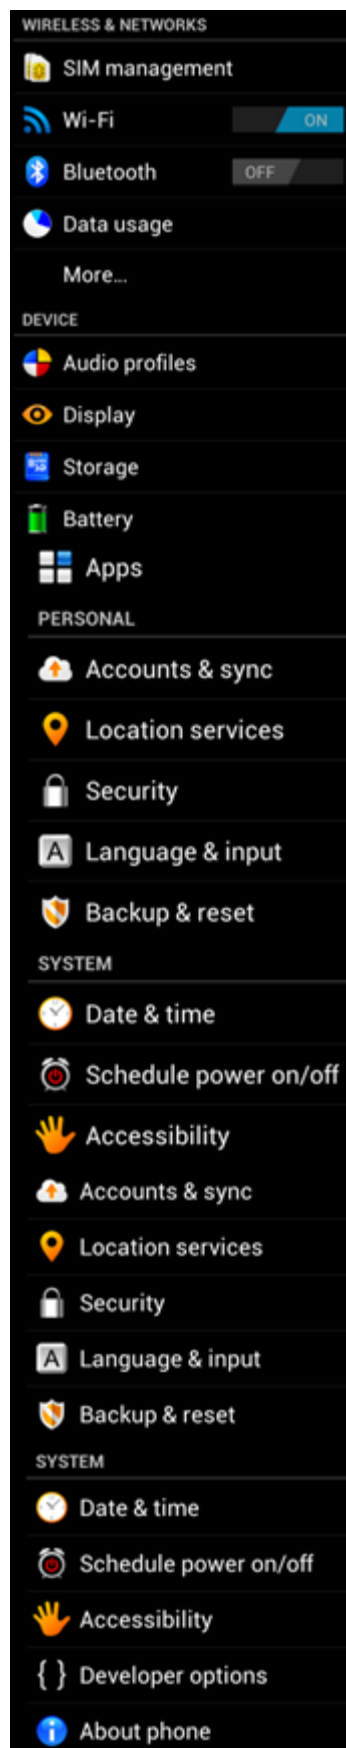 WIRELESS & NETWORKS
SIM management
Wi-Fi ON
Bluetooth OFF
Data usage
More...
DEVICE
Audio profiles
Display
Storage
Battery
Apps
PERSONAL
Accounts & sync
Location services
Security
A Language & input
Backup & reset
SYSTEM
Date & time
Schedule power on/off
Accessibility
Accounts & sync
Location services
Security
A Language & input
Backup & reset
SYSTEM
Date & time
Schedule power on/off
Accessibility
{ } Developer options
i About phone